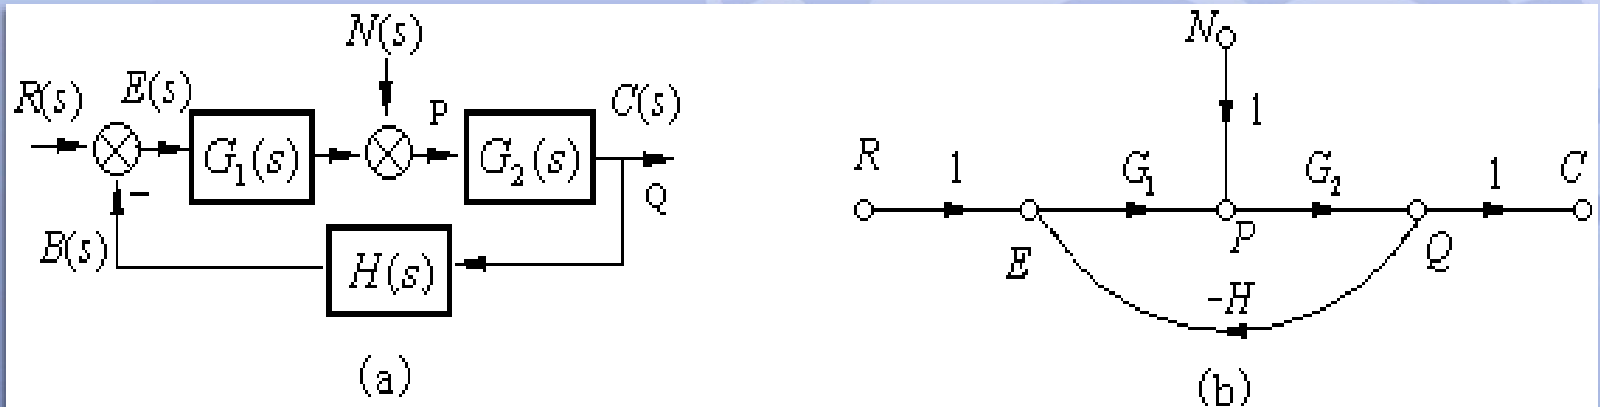 N(s)
R(s) E(s) P C(s)
G₁(s) G₂(s)
−
Q
B(s) H(s)
(a)
N
1
R 1 G₁ G₂ 1 C
E P Q
-H
(b)